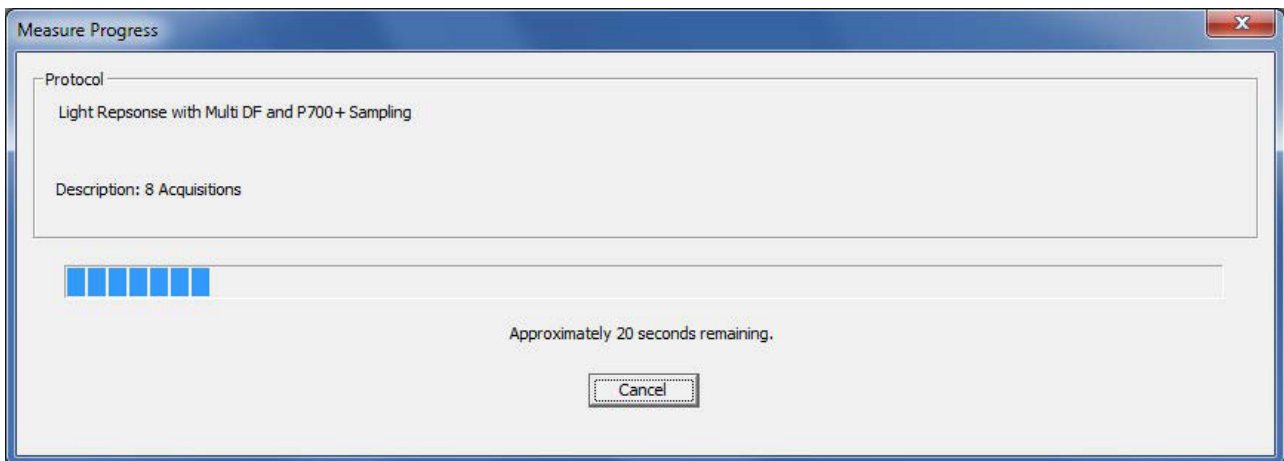 Measure Progress
Protocol
Light Repsonse with Multi DF and P700+ Sampling
Description: 8 Acquisitions
Approximately 20 seconds remaining.
Cancel